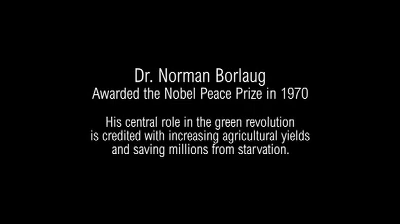 Dr. Norman Borlaug
Awarded the Nobel Peace Prize in 1970
His central role in the green revolution
is credited with increasing agricultural yields
and saving millions from starvation.